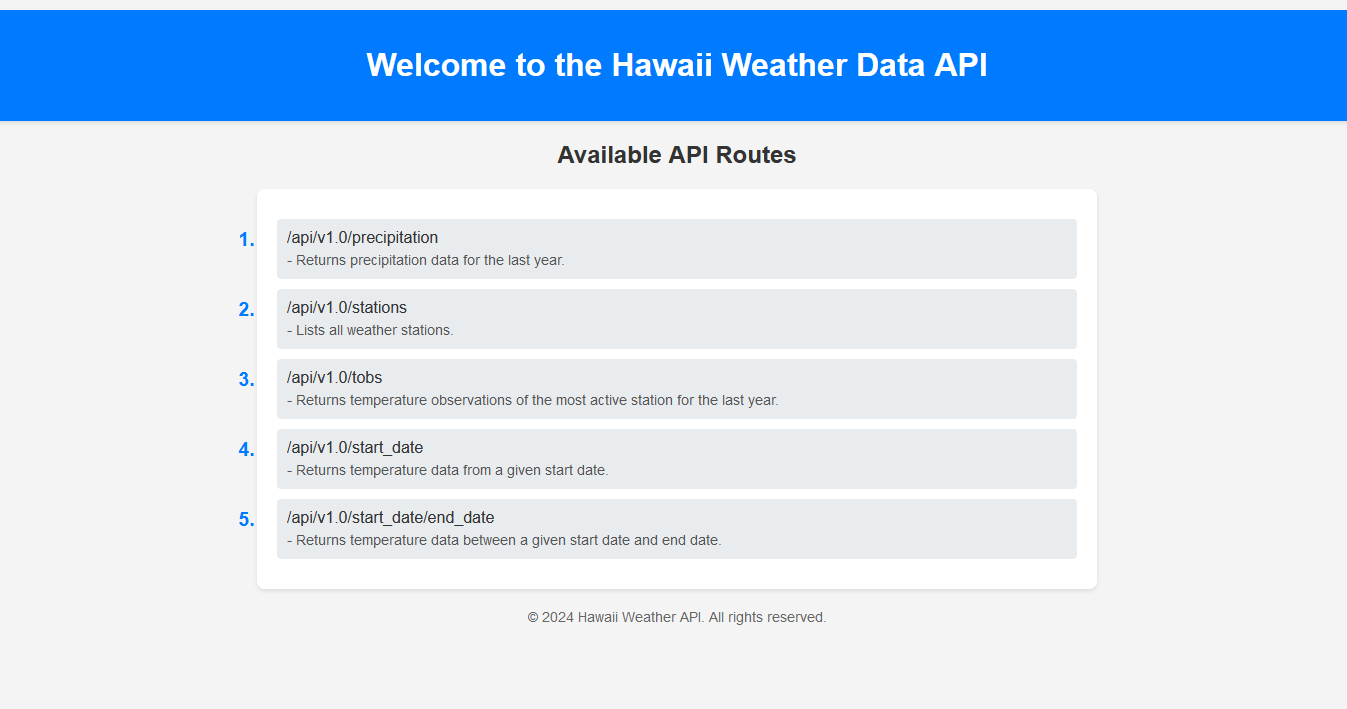 Welcome to the Hawaii Weather Data API
Available API Routes
1. /api/v1.0/precipitation
- Returns precipitation data for the last year.
2. /api/v1.0/stations
- Lists all weather stations.
3. /api/v1.0/tobs
- Returns temperature observations of the most active station for the last year.
4. /api/v1.0/start_date
- Returns temperature data from a given start date.
5. /api/v1.0/start_date/end_date
- Returns temperature data between a given start date and end date.
© 2024 Hawaii Weather API. All rights reserved.